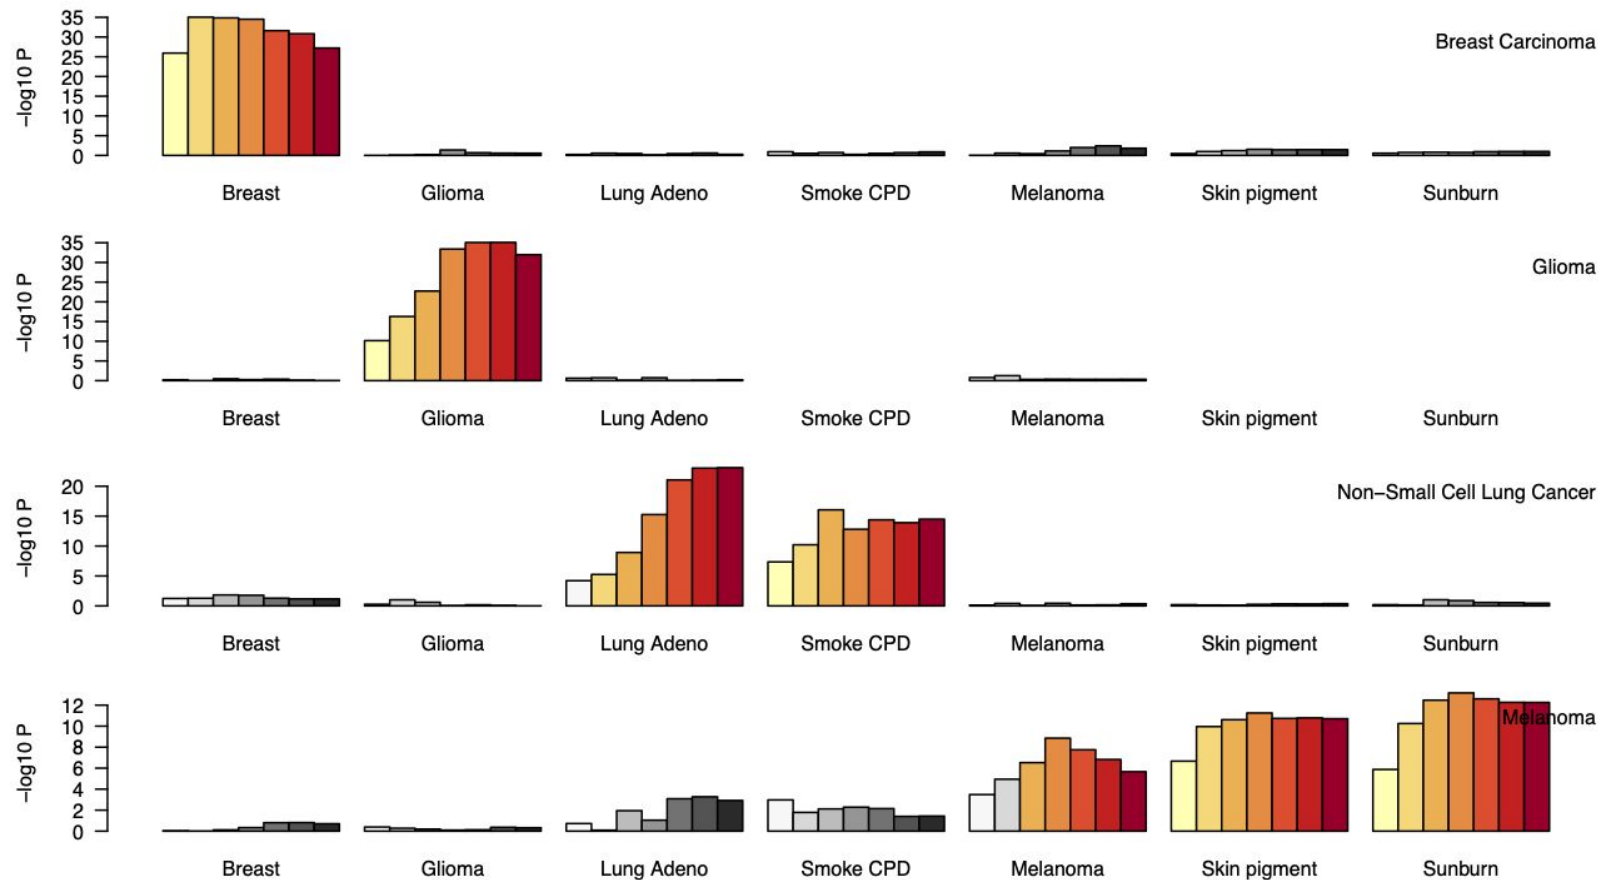 35
30
25
20
15
10
5
0
−log10 P
Breast Carcinoma
Breast Glioma Lung Adeno Smoke CPD Melanoma Skin pigment Sunburn
35
30
25
20
15
10
5
0
−log10 P
Glioma
Breast Glioma Lung Adeno Smoke CPD Melanoma Skin pigment Sunburn
20
15
10
5
0
−log10 P
Non−Small Cell Lung Cancer
Breast Glioma Lung Adeno Smoke CPD Melanoma Skin pigment Sunburn
12
10
8
6
4
2
0
−log10 P
Melanoma
Breast Glioma Lung Adeno Smoke CPD Melanoma Skin pigment Sunburn